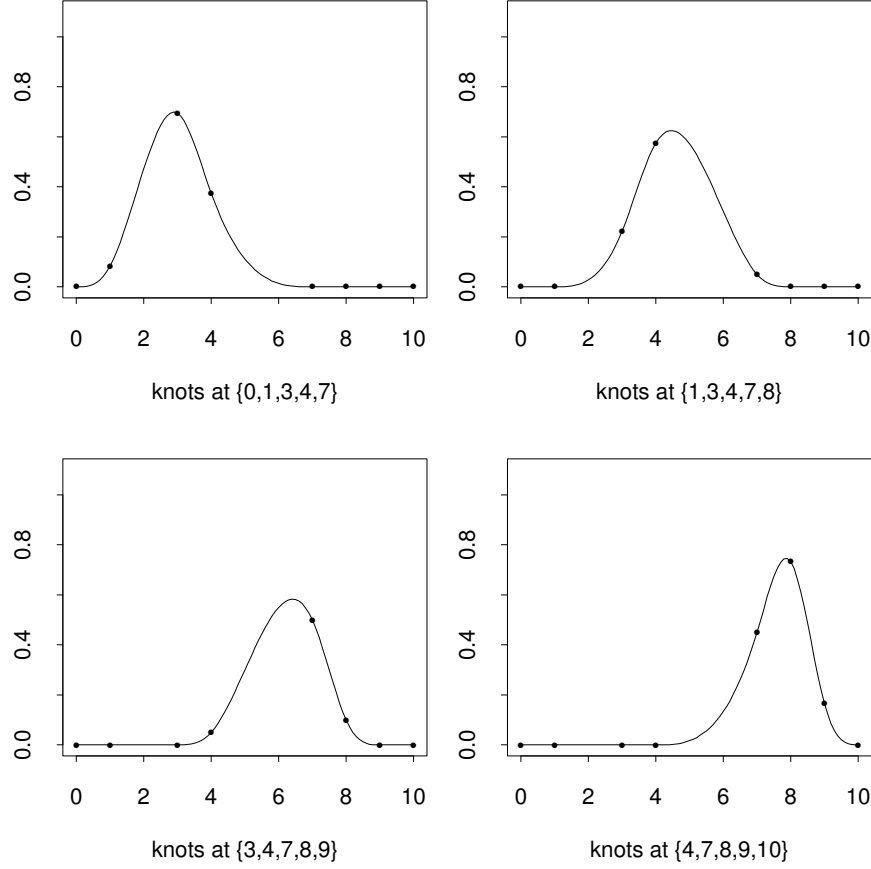 0.0 0.4 0.8
0 2 4 6 8 10
knots at {0,1,3,4,7}
0.0 0.4 0.8
0 2 4 6 8 10
knots at {1,3,4,7,8}
0.0 0.4 0.8
0 2 4 6 8 10
knots at {3,4,7,8,9}
0.0 0.4 0.8
0 2 4 6 8 10
knots at {4,7,8,9,10}